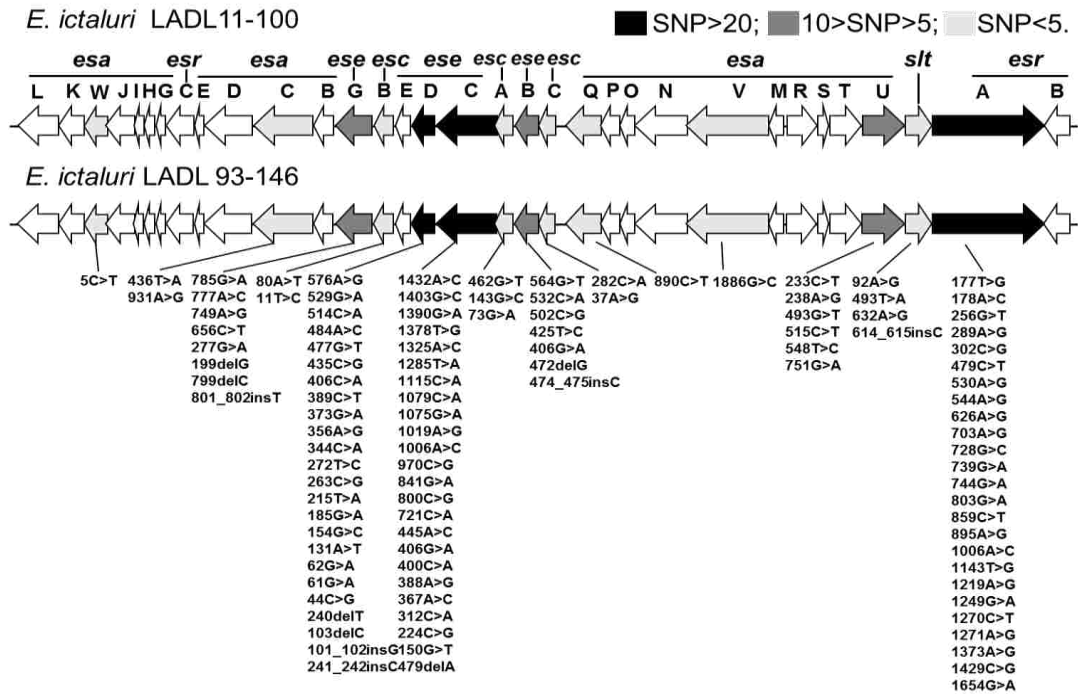 E. ictaluri LADL11-100
SNP>20; 10>SNP>5; SNP<5.
esa esr esa ese esc ese esc ese esc esa slt esr
L K W J I H G C E D C B G B E D C A B C Q P O N V M R S T U A B
E. ictaluri LADL 93-146
5C>T 436T>A 785G>A 80A>T 576A>G 1432A>C 462G>T 564G>T 282C>A 890C>T 1886G>C 233C>T 92A>G 177T>G
931A>G 777A>C 11T>C 529G>A 1403G>C 143G>C 532C>A 37A>G 238A>G 493T>A 178A>C
749A>G 514C>A 1390G>A 73G>A 502C>G 493G>T 632A>G 256G>T
656C>T 484A>C 1378T>G 425T>C 515C>T 614_615insC 289A>G
277G>A 477G>T 1325A>C 406G>A 548T>C 302C>G
199delG 435C>G 1285T>A 472delG 751G>A 479C>T
799delC 406C>A 1115C>A 474_475insC 530A>G
801_802insT 389C>T 1079C>A 544A>G
373G>A 1075G>A 626A>G
356A>G 1019A>G 703A>G
344C>A 1006A>C 728G>C
272T>C 970C>G 739G>A
263C>G 841G>A 744G>A
215T>A 800C>G 803G>A
185G>A 721C>A 859C>T
154G>C 445A>C 895A>G
131A>T 406G>A 1006A>C
62G>A 400C>A 1143T>G
61G>A 388A>G 1219A>G
44C>G 367A>C 1249G>A
240delT 312C>A 1270C>T
103delC 224C>G 1271A>G
101_102insG 150G>T 1373A>G
241_242insC 479delA 1429C>G
1654G>A